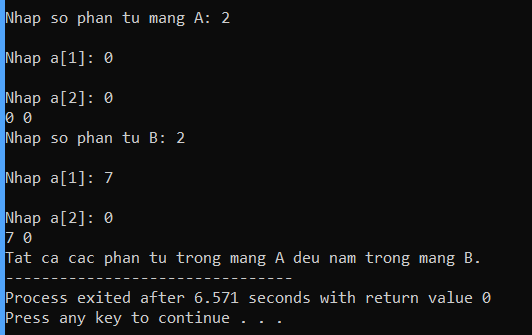 Nhap so phan tu mang A: 2
Nhap a[1]: 0
Nhap a[2]: 0
0 0
Nhap so phan tu B: 2
Nhap a[1]: 7
Nhap a[2]: 0
7 0
Tat ca cac phan tu trong mang A deu nam trong mang B.
--------------------------------
Process exited after 6.571 seconds with return value 0
Press any key to continue . . .